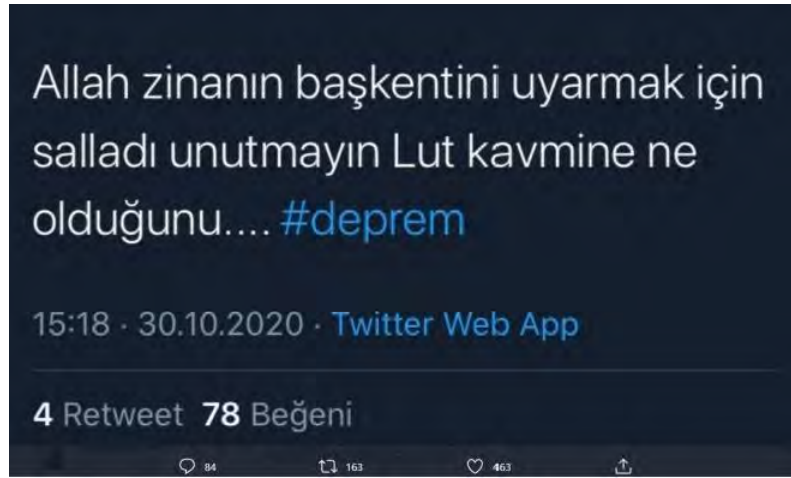 Allah zinanın başkentini uyarmak için
salladı unutmayın Lut kavmine ne
olduğunu.... #deprem
15:18 · 30.10.2020 · Twitter Web App
4 Retweet 78 Beğeni
84 163 463